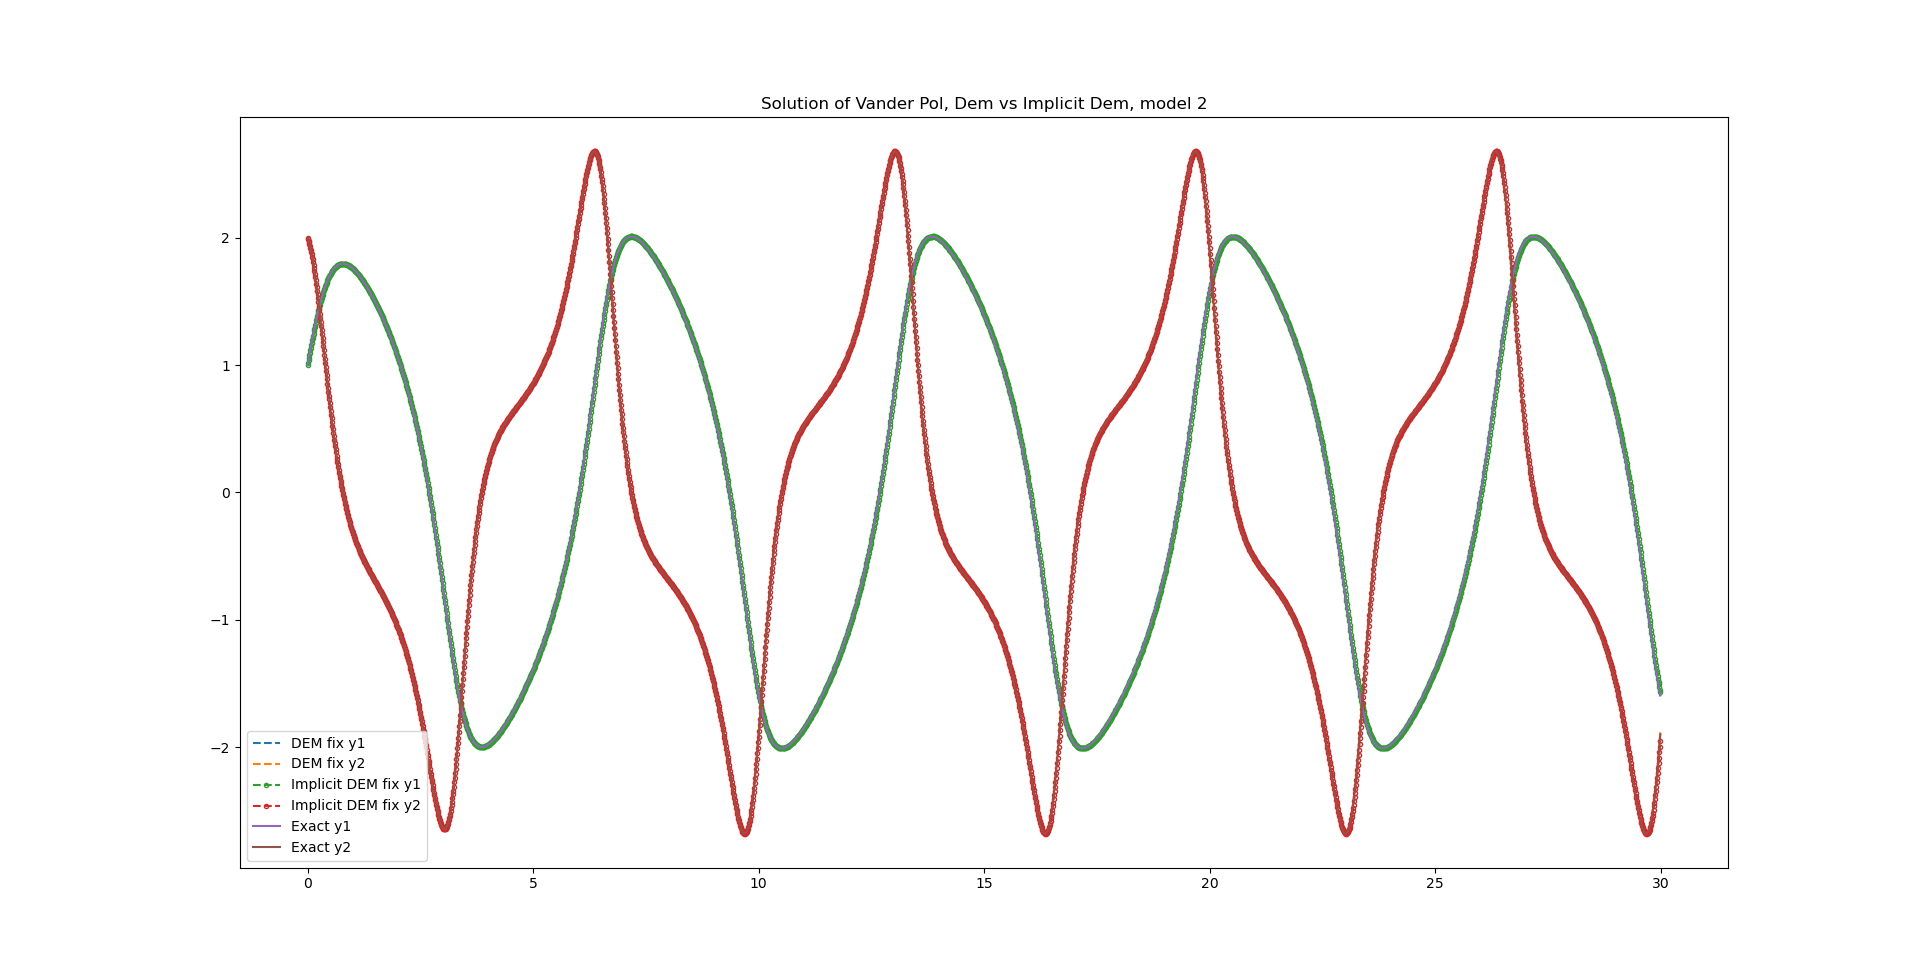 Solution of Vander Pol, Dem vs Implicit Dem, model 2
2
1
0
−1
−2
DEM fix y1
DEM fix y2
Implicit DEM fix y1
Implicit DEM fix y2
Exact y1
Exact y2
0 5 10 15 20 25 30